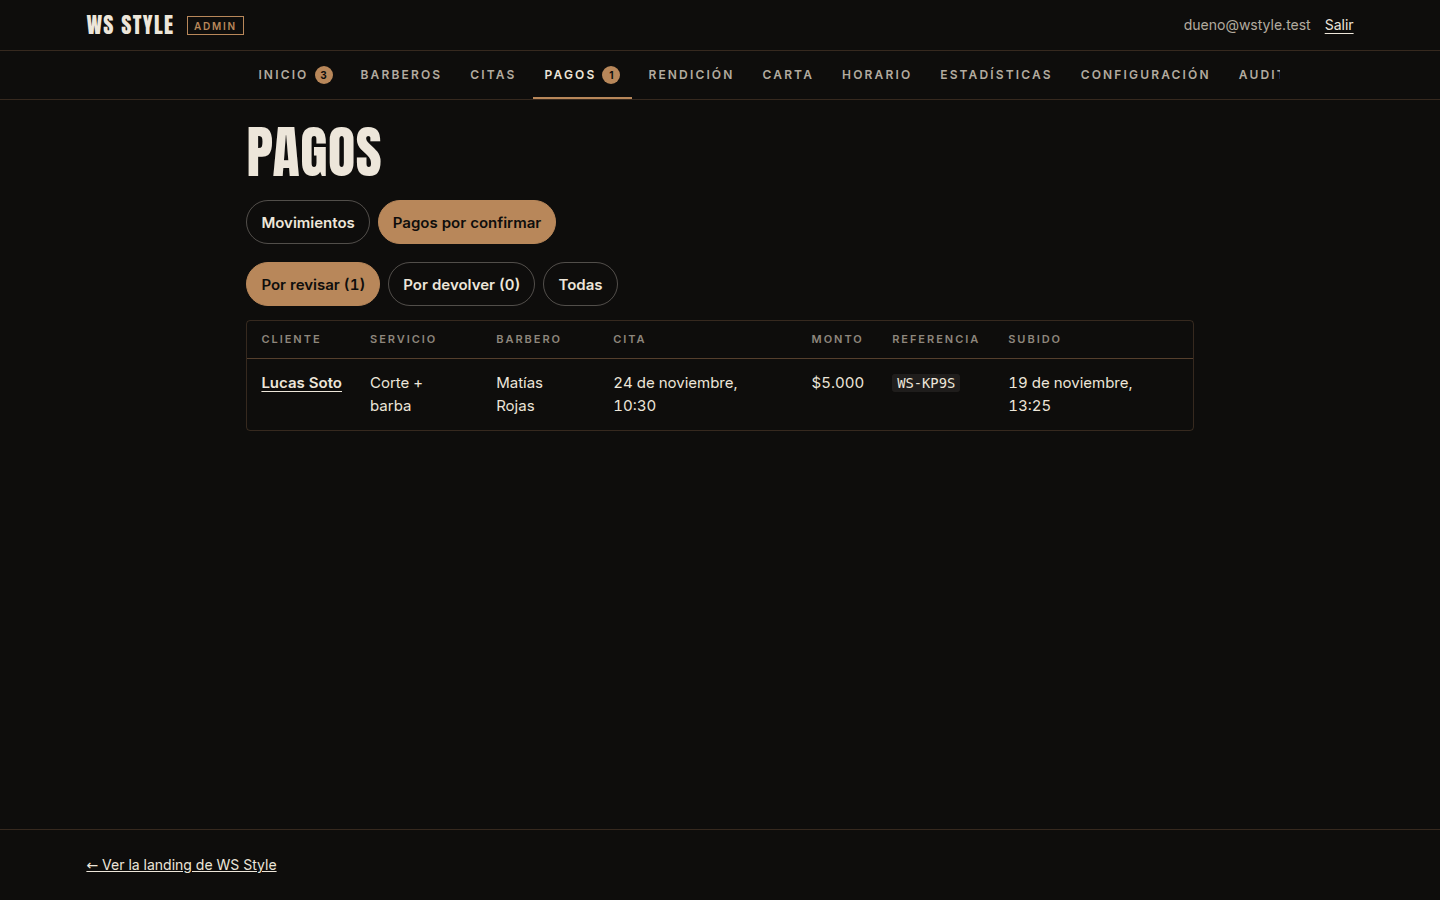 WS STYLE ADMIN dueno@wstyle.test Salir
INICIO 3 BARBEROS CITAS PAGOS 1 RENDICIÓN CARTA HORARIO ESTADÍSTICAS CONFIGURACIÓN
PAGOS
Movimientos Pagos por confirmar
Por revisar (1) Por devolver (0) Todas
CLIENTE SERVICIO BARBERO CITA MONTO REFERENCIA SUBIDO
Lucas Soto Corte + Matías 24 de noviembre, $5.000 WS-KP9S 19 de noviembre,
barba Rojas 10:30 13:25
← Ver la landing de WS Style